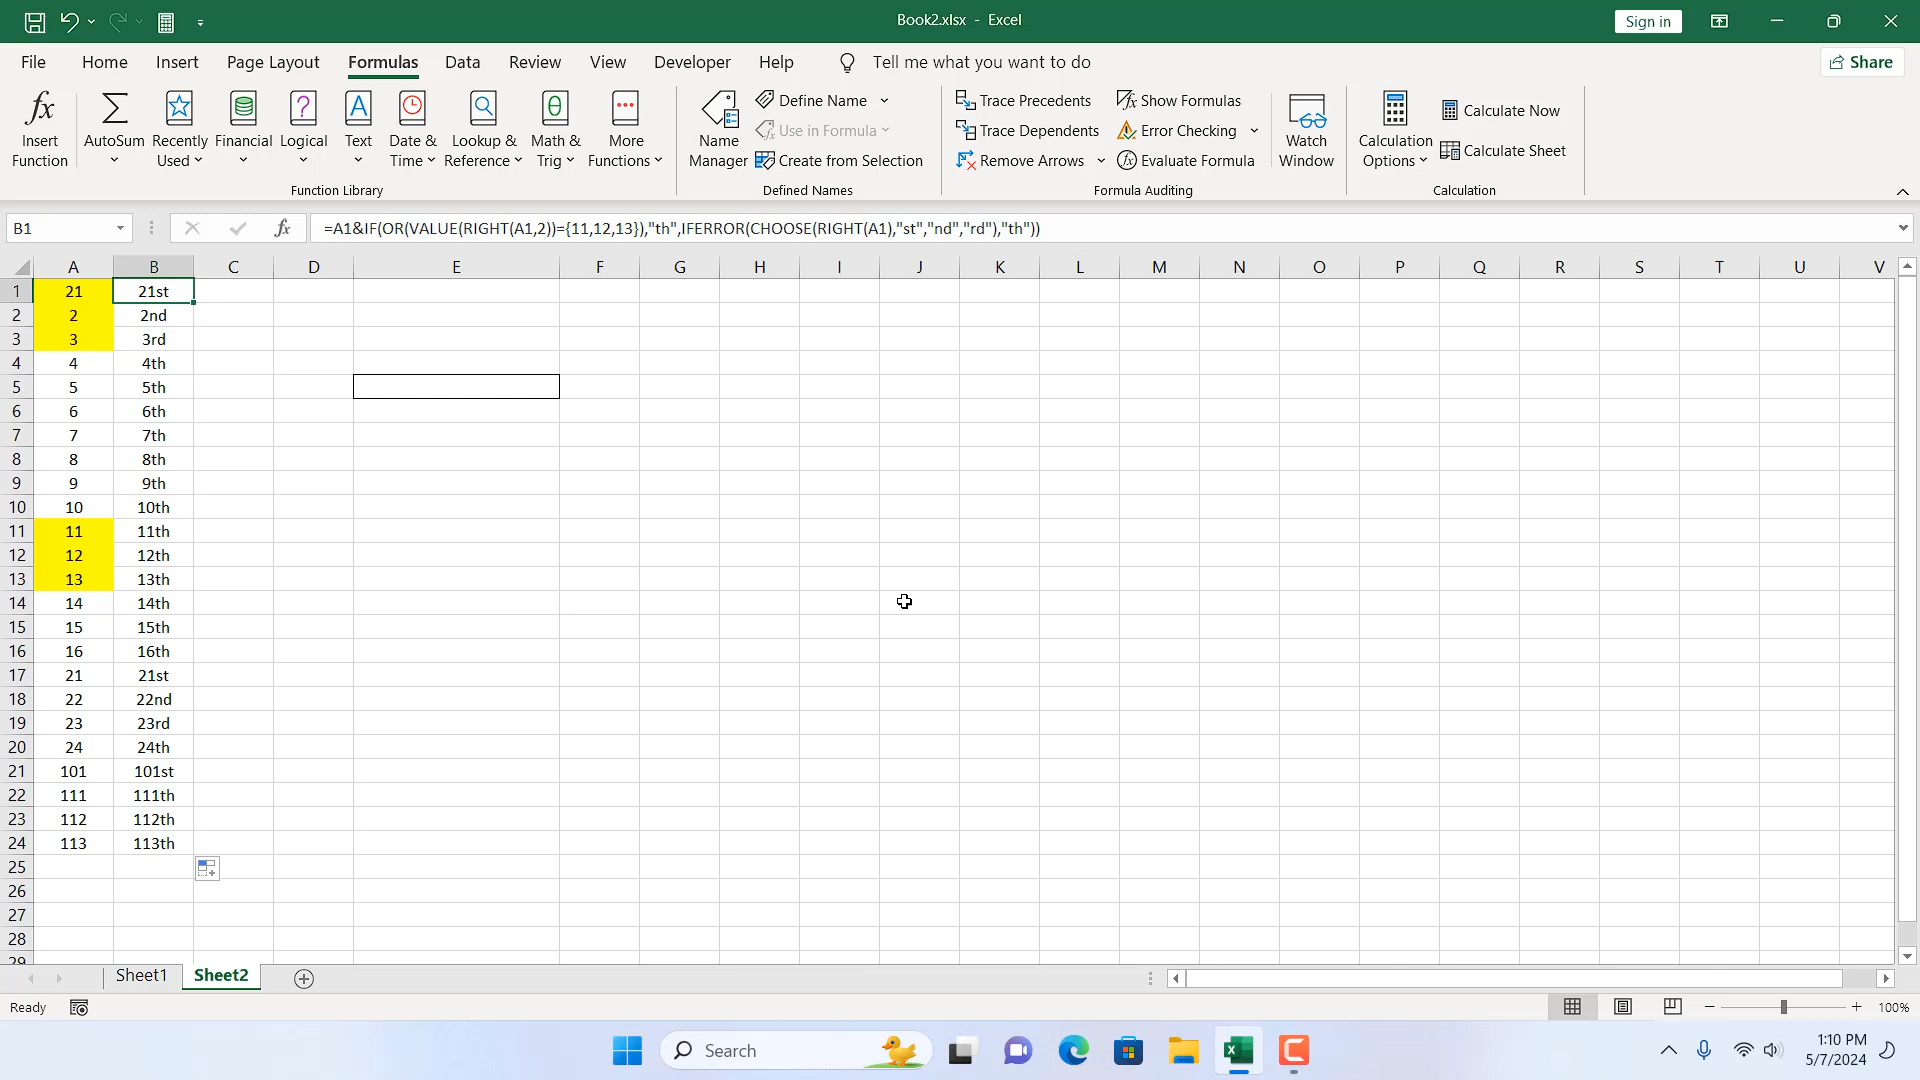 Book2.xlsx - Excel
Sign in
File Home Insert Page Layout Formulas Data Review View Developer Help Tell me what you want to do Share
Insert Function
AutoSum
Recently Used
Financial
Logical
Text
Date & Time
Lookup & Reference
Math & Trig
More Functions
Function Library
Name Manager
Define Name
Use in Formula
Create from Selection
Defined Names
Trace Precedents
Trace Dependents
Remove Arrows
Show Formulas
Error Checking
Evaluate Formula
Formula Auditing
Watch Window
Calculation Options
Calculate Now
Calculate Sheet
Calculation
B1 fx =A1&IF(OR(VALUE(RIGHT(A1,2))={11,12,13}),"th",IFERROR(CHOOSE(RIGHT(A1),"st","nd","rd"),"th"))
A B C D E F G H I J K L M N O P Q R S T U V
1 21 21st
2 2 2nd
3 3 3rd
4 4 4th
5 5 5th
6 6 6th
7 7 7th
8 8 8th
9 9 9th
10 10 10th
11 11 11th
12 12 12th
13 13 13th
14 14 14th
15 15 15th
16 16 16th
17 21 21st
18 22 22nd
19 23 23rd
20 24 24th
21 101 101st
22 111 111th
23 112 112th
24 113 113th
25
26
27
28
29
Sheet1 Sheet2
Ready 100%
Search
1:10 PM
5/7/2024